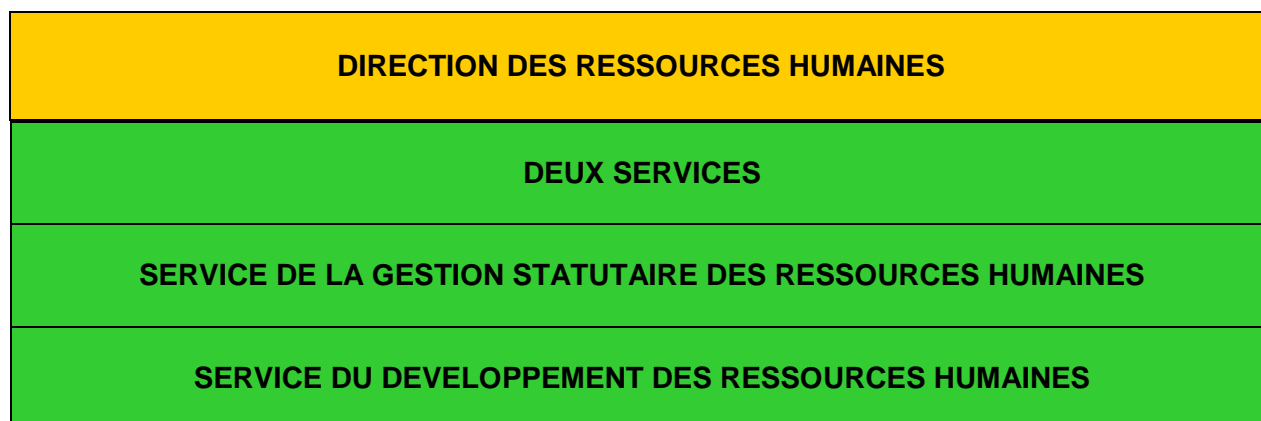 DIRECTION DES RESSOURCES HUMAINES
DEUX SERVICES
SERVICE DE LA GESTION STATUTAIRE DES RESSOURCES HUMAINES
SERVICE DU DEVELOPPEMENT DES RESSOURCES HUMAINES